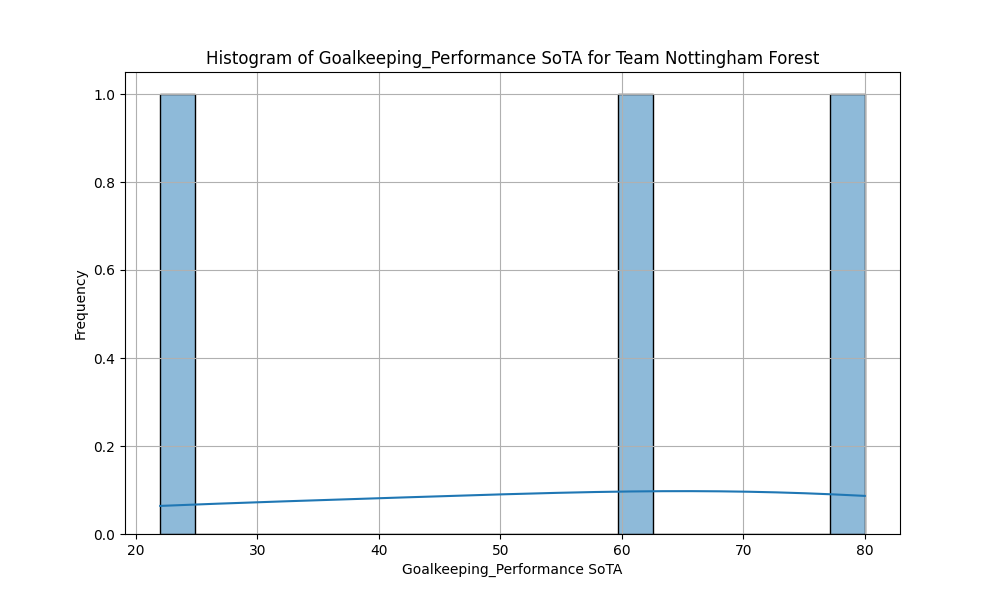 Histogram of Goalkeeping_Performance SoTA for Team Nottingham Forest
1.0
0.8
0.6
0.4
0.2
0.0
Frequency
20 30 40 50 60 70 80
Goalkeeping_Performance SoTA